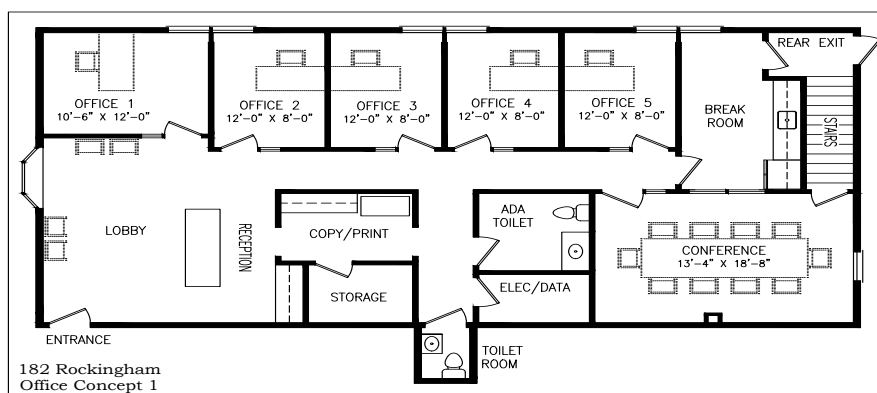 REAR EXIT
OFFICE 1
10'-6" X 12'-0"
OFFICE 2
12'-0" X 8'-0"
OFFICE 3
12'-0" X 8'-0"
OFFICE 4
12'-0" X 8'-0"
OFFICE 5
12'-0" X 8'-0"
BREAK
ROOM
STAIRS
LOBBY
RECEPTION
COPY/PRINT
ADA
TOILET
CONFERENCE
13'-4" X 18'-8"
STORAGE
ELEC/DATA
ENTRANCE
TOILET
ROOM
182 Rockingham
Office Concept 1